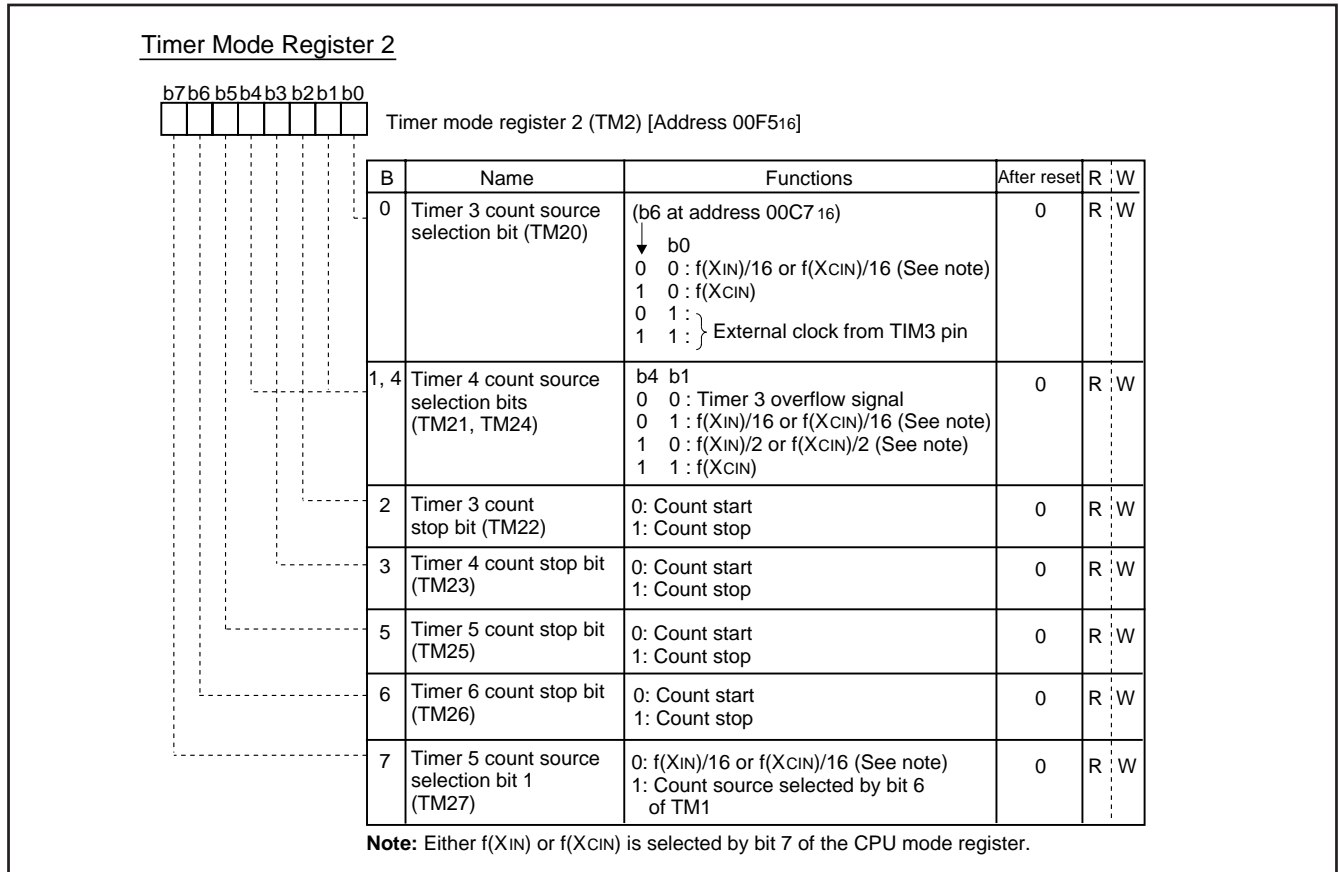 Timer Mode Register 2
b7 b6 b5 b4 b3 b2 b1 b0
Timer mode register 2 (TM2) [Address 00F516]
B Name Functions After reset R W
0 Timer 3 count source selection bit (TM20) 0 R W
(b6 at address 00C7 16)
b0
0 0 : f(XIN)/16 or f(XCIN)/16 (See note)
1 0 : f(XCIN)
0 1 :
1 1 : } External clock from TIM3 pin
1, 4 Timer 4 count source selection bits (TM21, TM24) 0 R W
b4 b1
0 0 : Timer 3 overflow signal
0 1 : f(XIN)/16 or f(XCIN)/16 (See note)
1 0 : f(XIN)/2 or f(XCIN)/2 (See note)
1 1 : f(XCIN)
2 Timer 3 count stop bit (TM22) 0 R W
0: Count start
1: Count stop
3 Timer 4 count stop bit (TM23) 0 R W
0: Count start
1: Count stop
5 Timer 5 count stop bit (TM25) 0 R W
0: Count start
1: Count stop
6 Timer 6 count stop bit (TM26) 0 R W
0: Count start
1: Count stop
7 Timer 5 count source selection bit 1 (TM27) 0 R W
0: f(XIN)/16 or f(XCIN)/16 (See note)
1: Count source selected by bit 6
of TM1
Note: Either f(XIN) or f(XCIN) is selected by bit 7 of the CPU mode register.